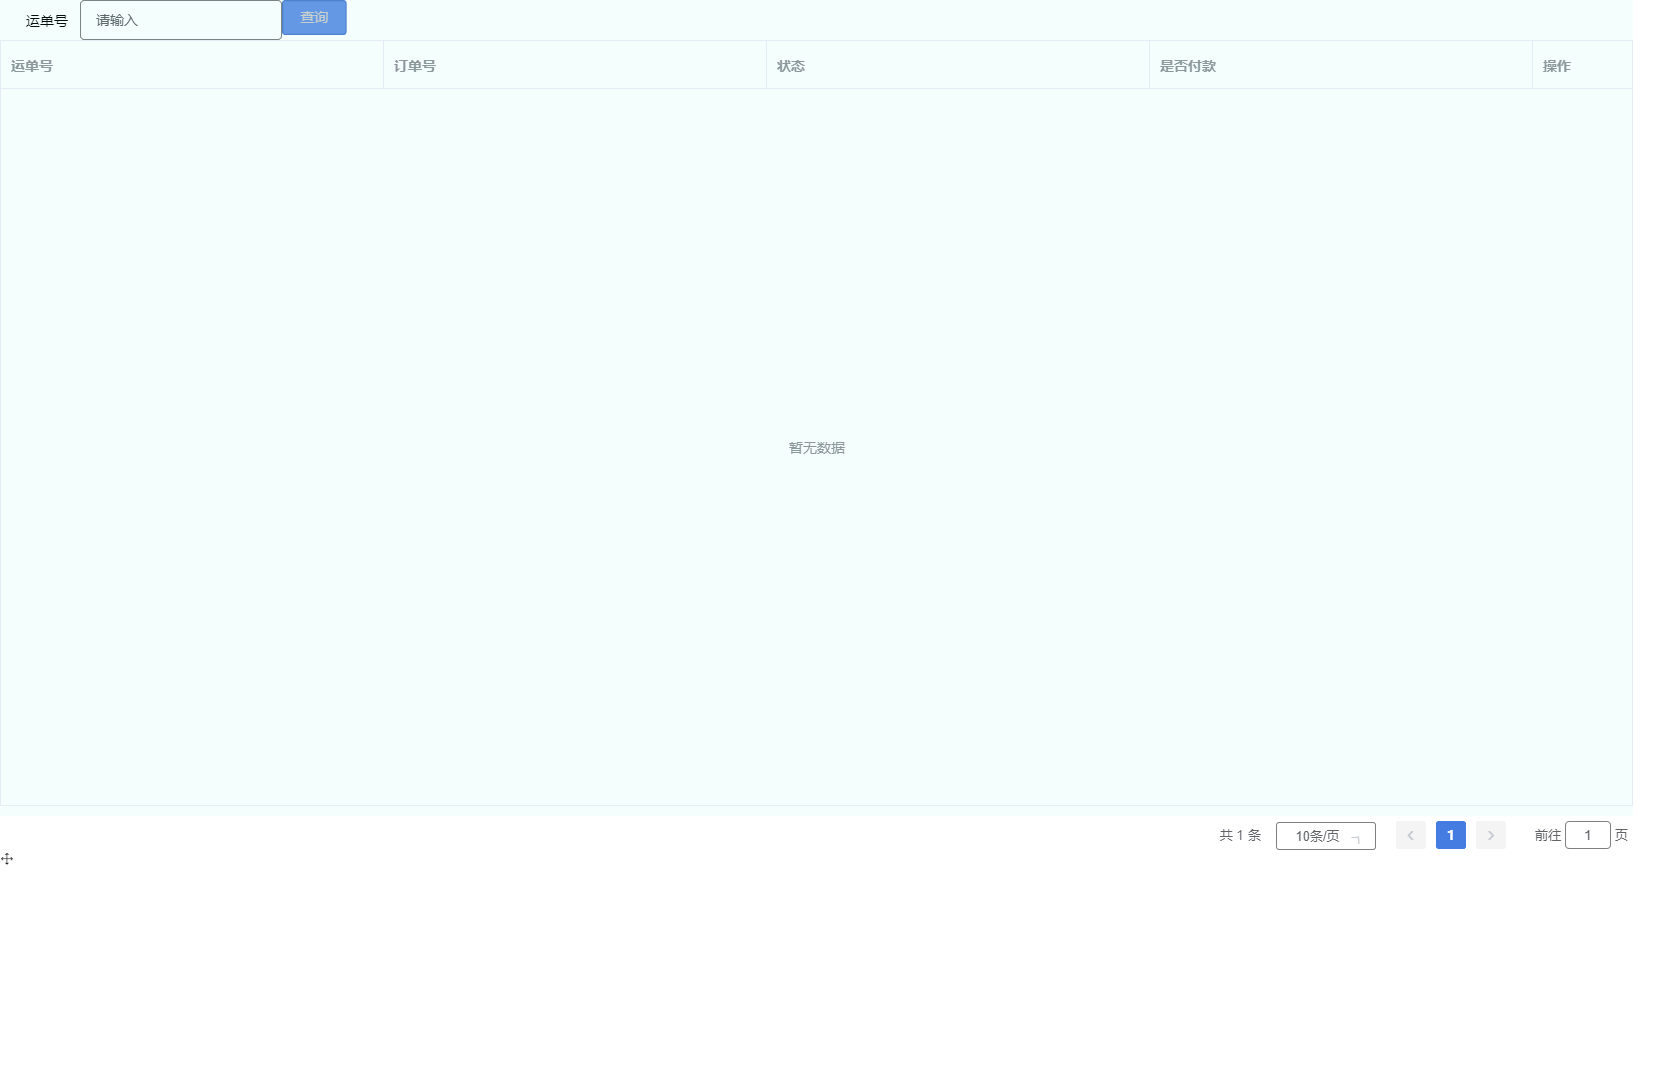 运单号 请输入 查询
运单号 订单号 状态 是否付款 操作
暂无数据
共 1 条 10条/页 1 前往 1 页